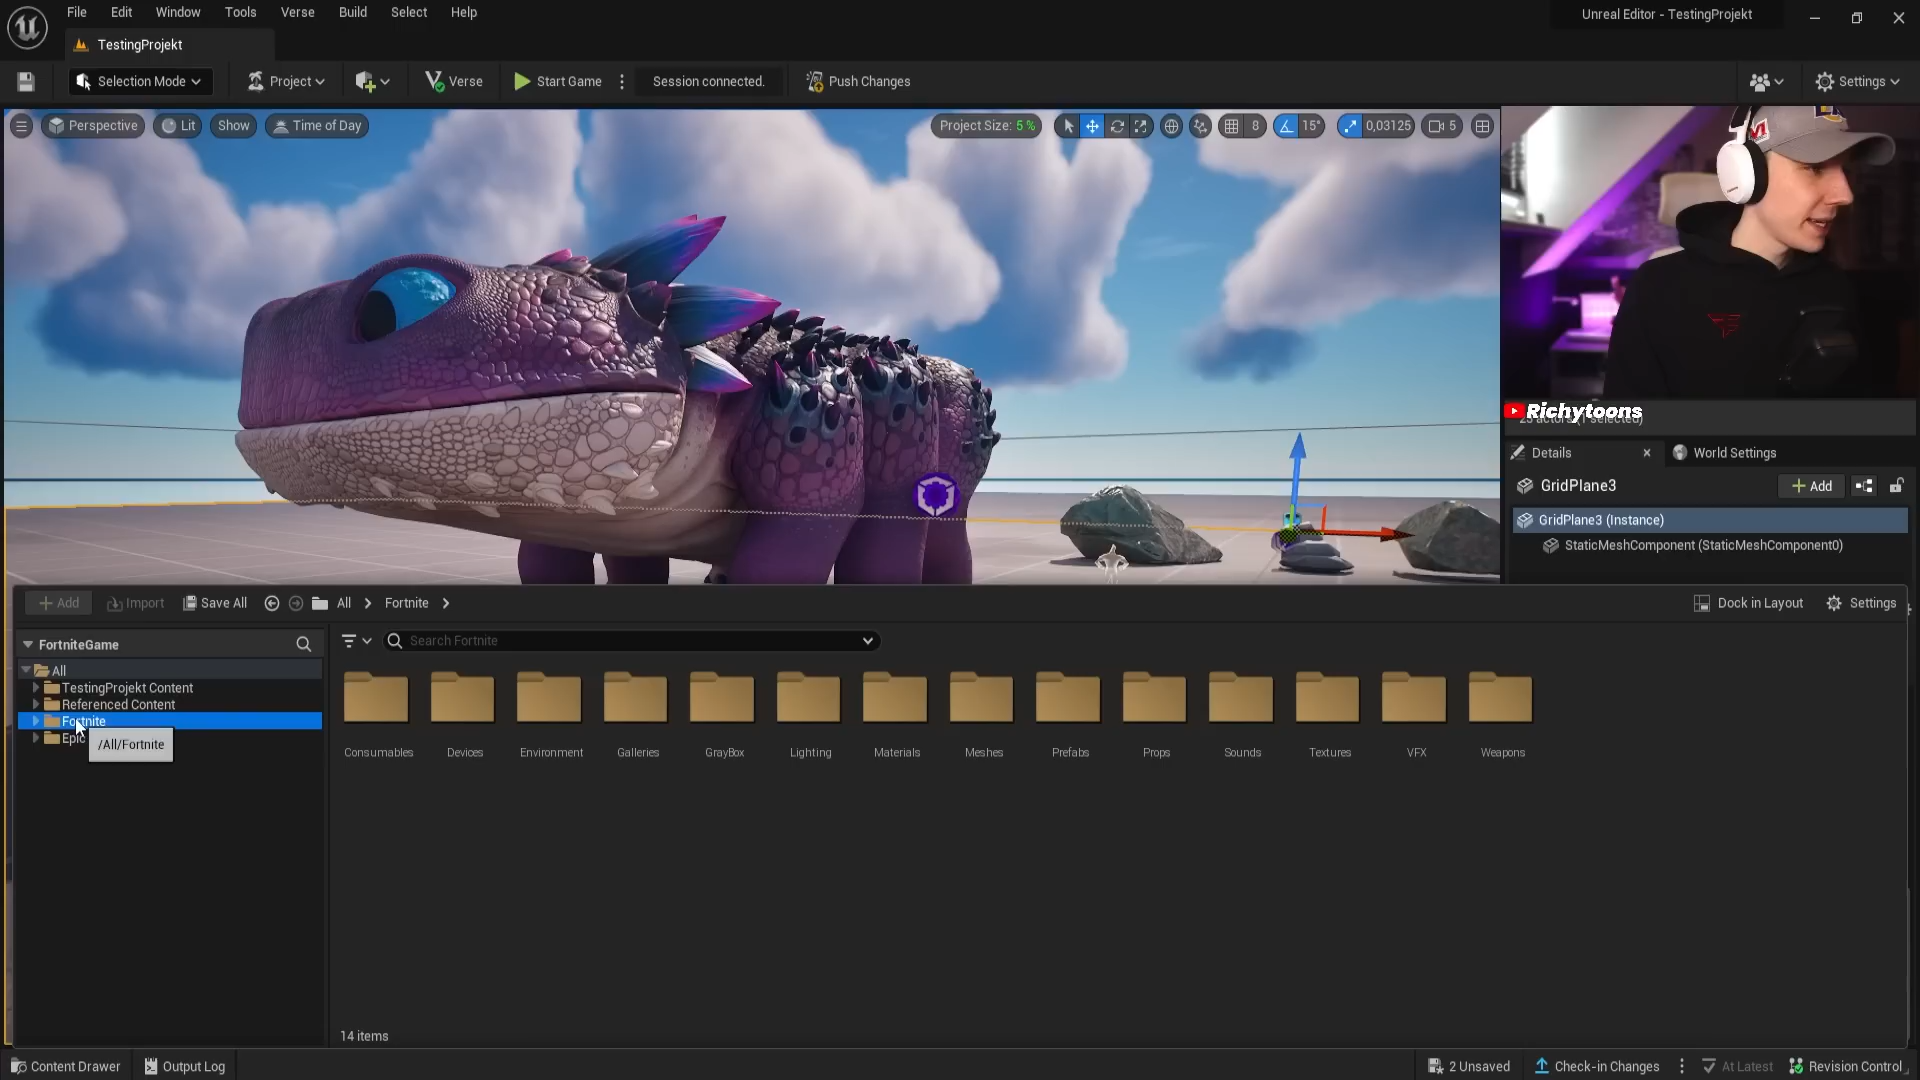 File Edit Window Tools Verse Build Select Help
Unreal Editor - TestingProjekt
TestingProjekt
Selection Mode
Project
Verse
Start Game
Session connected.
Push Changes
Settings
Perspective
Lit
Show
Time of Day
Project Size: 5 %
8
15°
0,03125
5
Richytoons
actors (1 selected)
Details
World Settings
GridPlane3
+ Add
GridPlane3 (Instance)
StaticMeshComponent (StaticMeshComponent0)
+ Add
Import
Save All
All > Fortnite >
Dock in Layout
Settings
FortniteGame
Search Fortnite
All
TestingProjekt Content
Referenced Content
Fortnite
Epic
/All/Fortnite
Consumables
Devices
Environment
Galleries
GrayBox
Lighting
Materials
Meshes
Prefabs
Props
Sounds
Textures
VFX
Weapons
14 items
Content Drawer
Output Log
2 Unsaved
Check-in Changes
At Latest
Revision Control